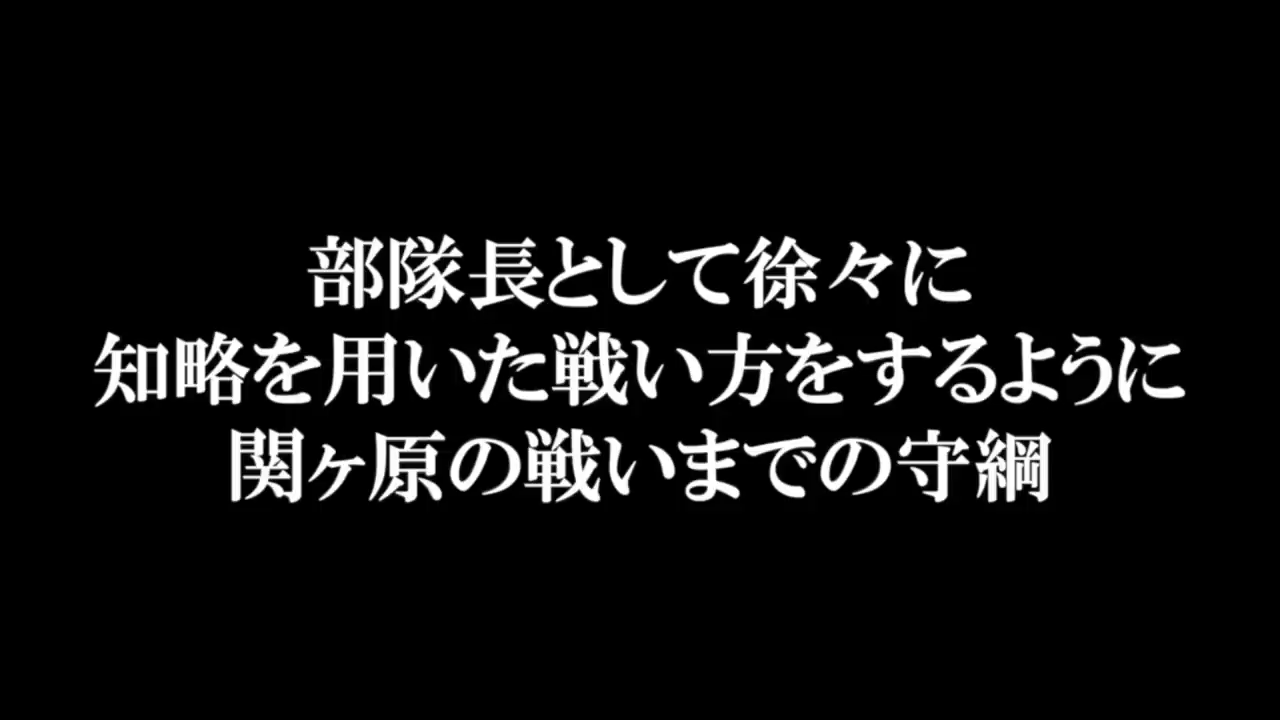 部隊長として徐々に
知略を用いた戦い方をするように
関ヶ原の戦いまでの守綱